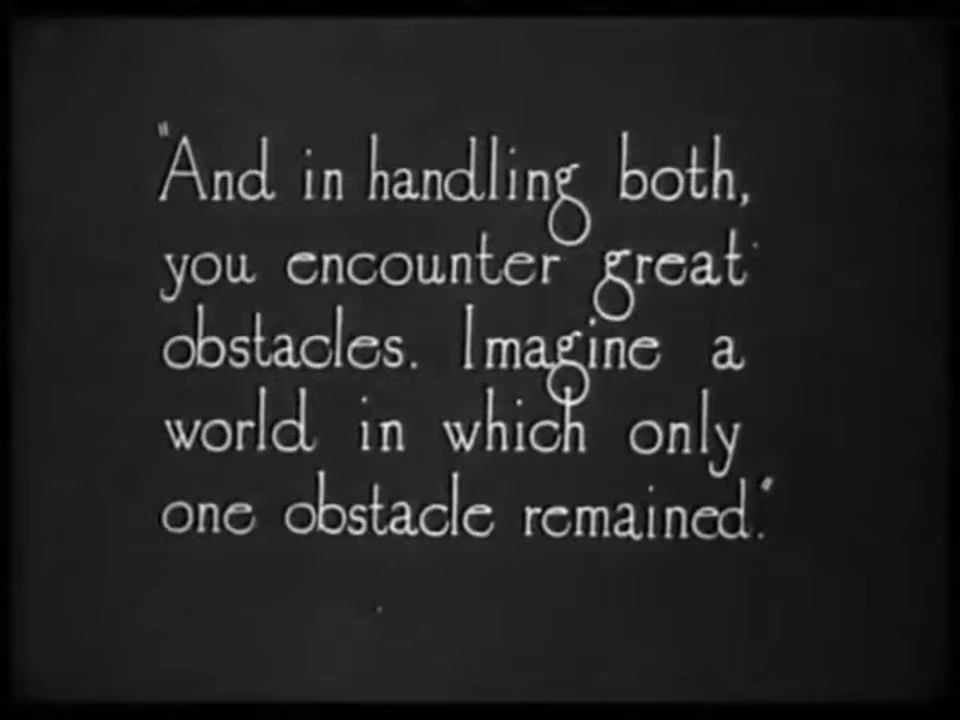 "And in handling both,
you encounter great
obstacles. Imagine a
world in which only
one obstacle remained."